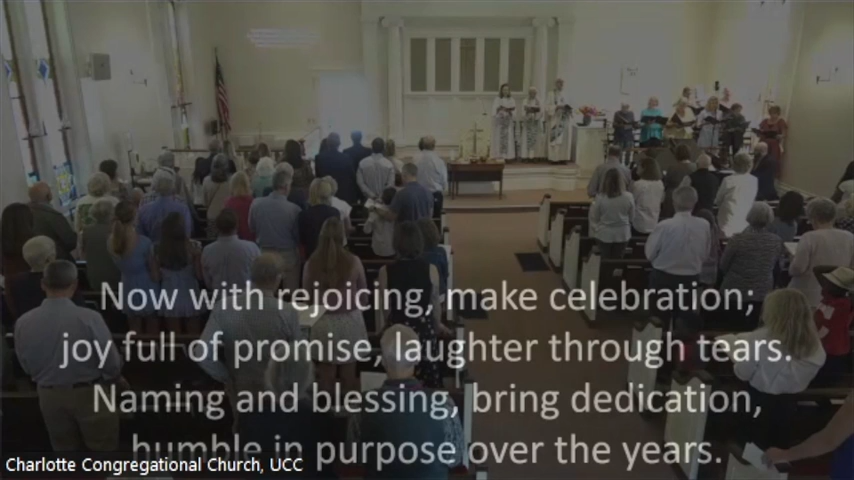 Now with rejoicing, make celebration;
joy full of promise, laughter through tears.
Naming and blessing, bring dedication,
humble in purpose over the years.
Charlotte Congregational Church, UCC